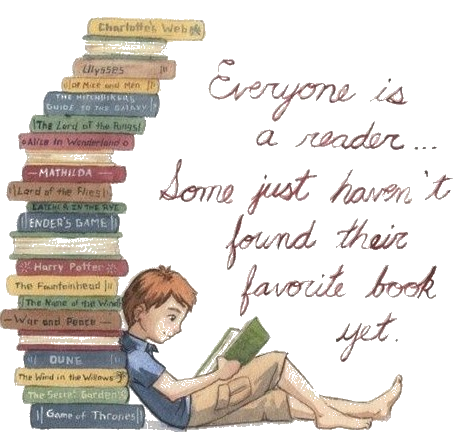 Charlotte's Web
Ulysses
Of Mice and Men
THE HITCHHIKERS
GUIDE TO THE GALAXY
The Lord of the Rings
Alice In Wonderland
MATHILDA
Lord of the Flies
CATCHER IN THE RYE
ENDER'S GAME
Harry Potter
The Fountainhead
The Name of the Wind
War and Peace
DUNE
The Wind in the Willows
The Secret Garden
Game of Thrones
Everyone is
a reader...
Some just haven't
found their
favorite book
yet.